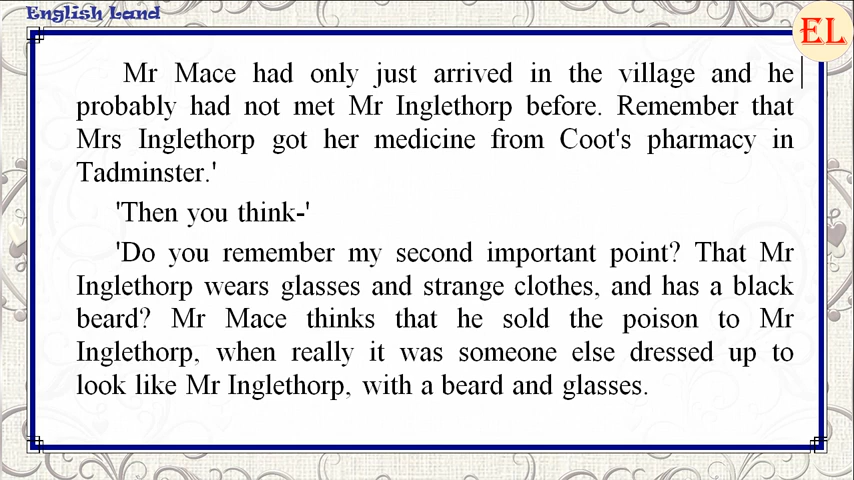 English Land
EL
Mr Mace had only just arrived in the village and he
probably had not met Mr Inglethorp before. Remember that
Mrs Inglethorp got her medicine from Coot's pharmacy in
Tadminster.'
'Then you think-'
'Do you remember my second important point? That Mr
Inglethorp wears glasses and strange clothes, and has a black
beard? Mr Mace thinks that he sold the poison to Mr
Inglethorp, when really it was someone else dressed up to
look like Mr Inglethorp, with a beard and glasses.